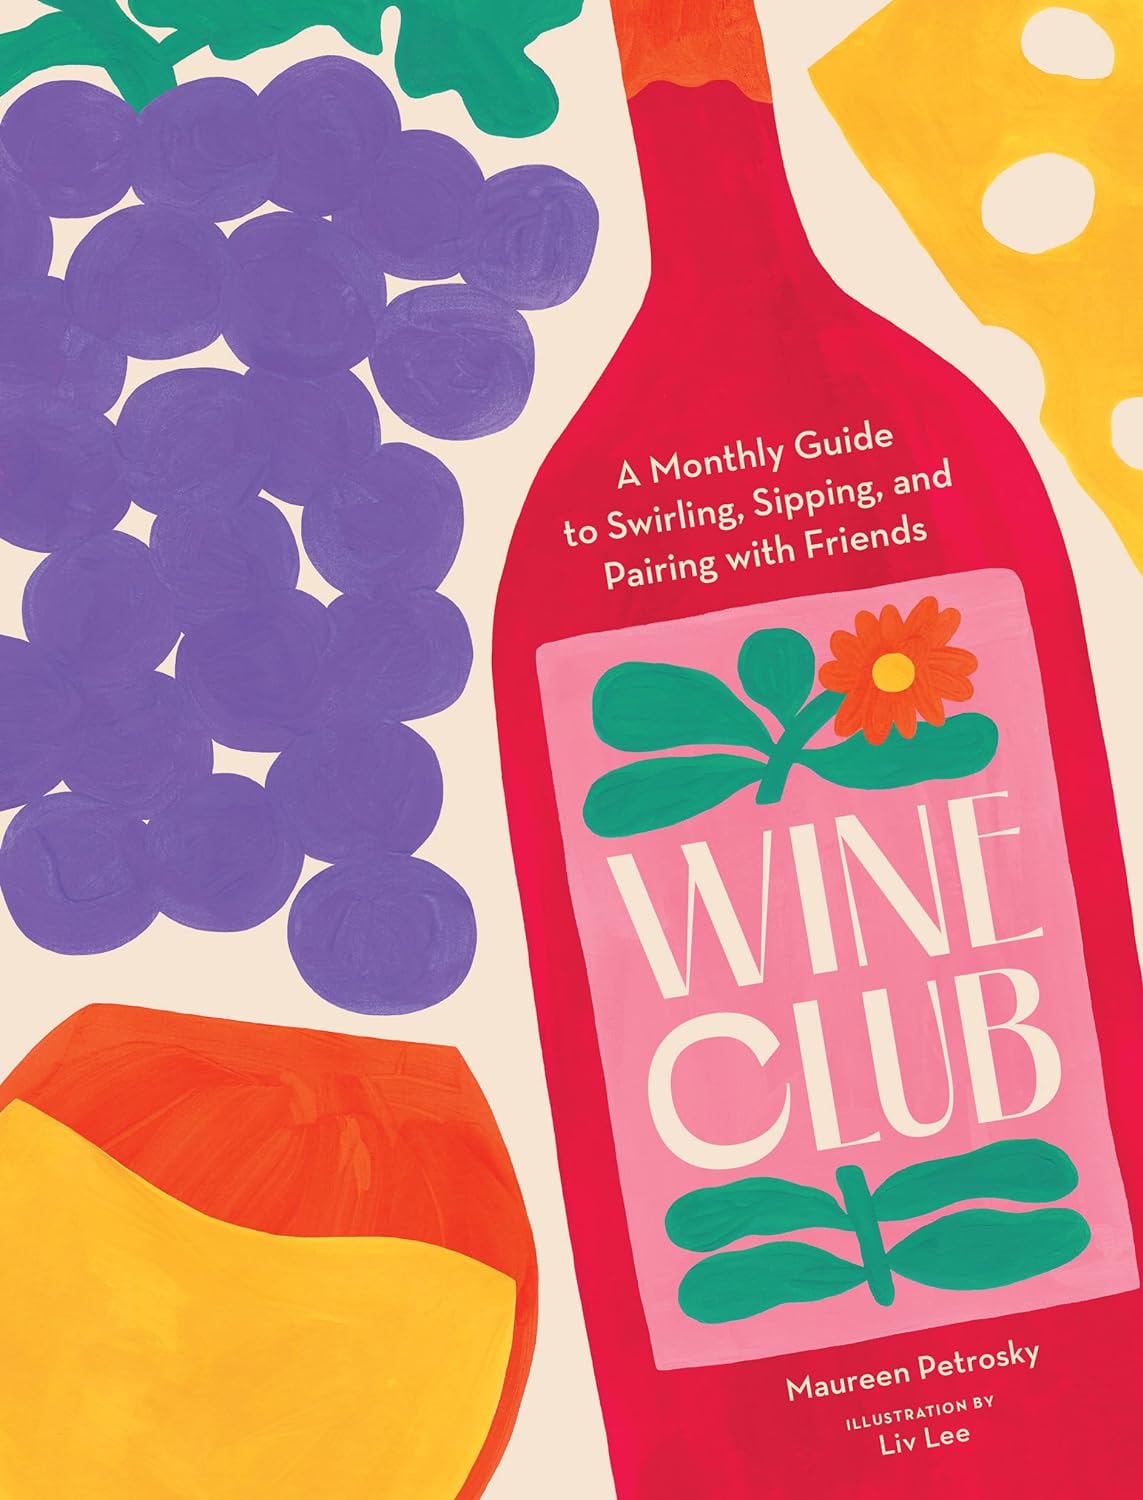 A Monthly Guide
to Swirling, Sipping, and
Pairing with Friends
WINE
CLUB
Maureen Petrosky
ILLUSTRATION BY
Liv Lee